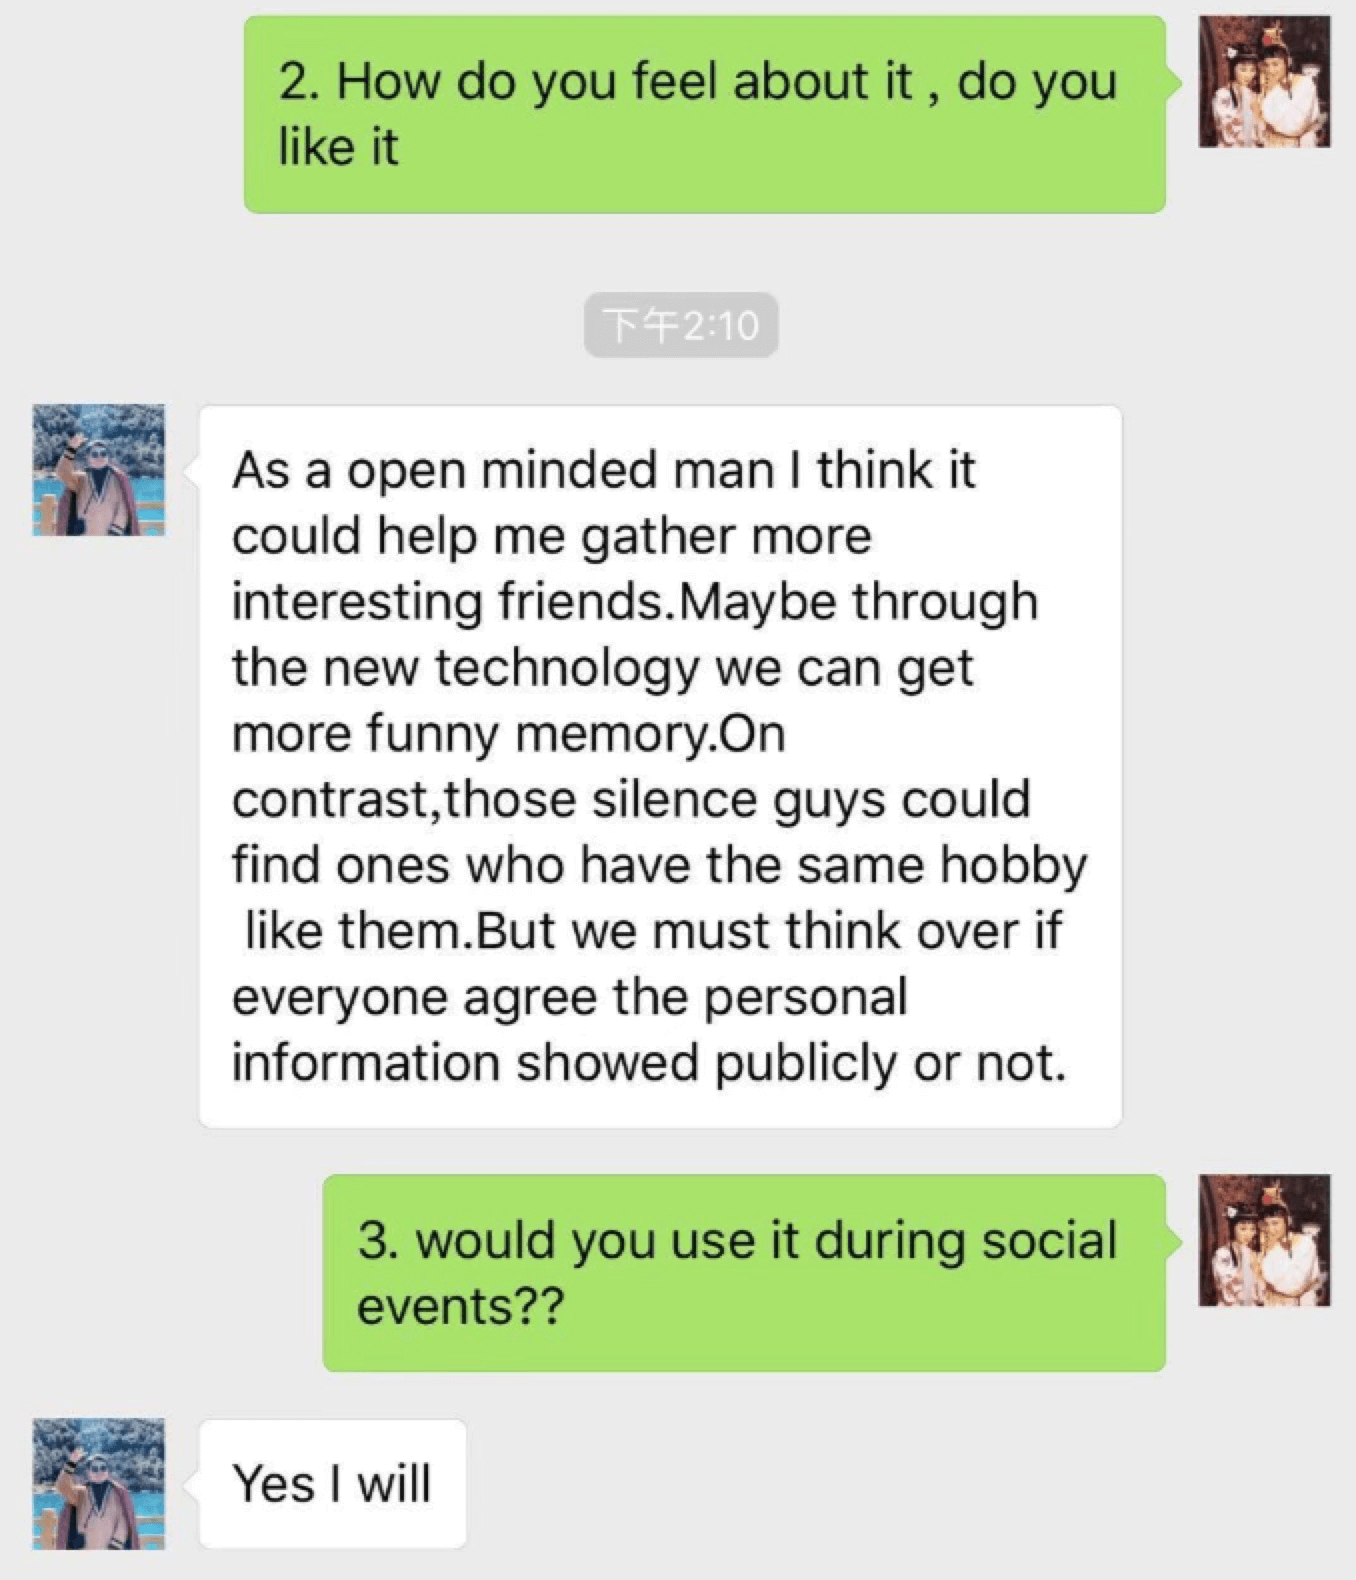 2. How do you feel about it , do you
like it
下午2:10
As a open minded man I think it
could help me gather more
interesting friends.Maybe through
the new technology we can get
more funny memory.On
contrast,those silence guys could
find ones who have the same hobby
like them.But we must think over if
everyone agree the personal
information showed publicly or not.
3. would you use it during social
events??
Yes I will